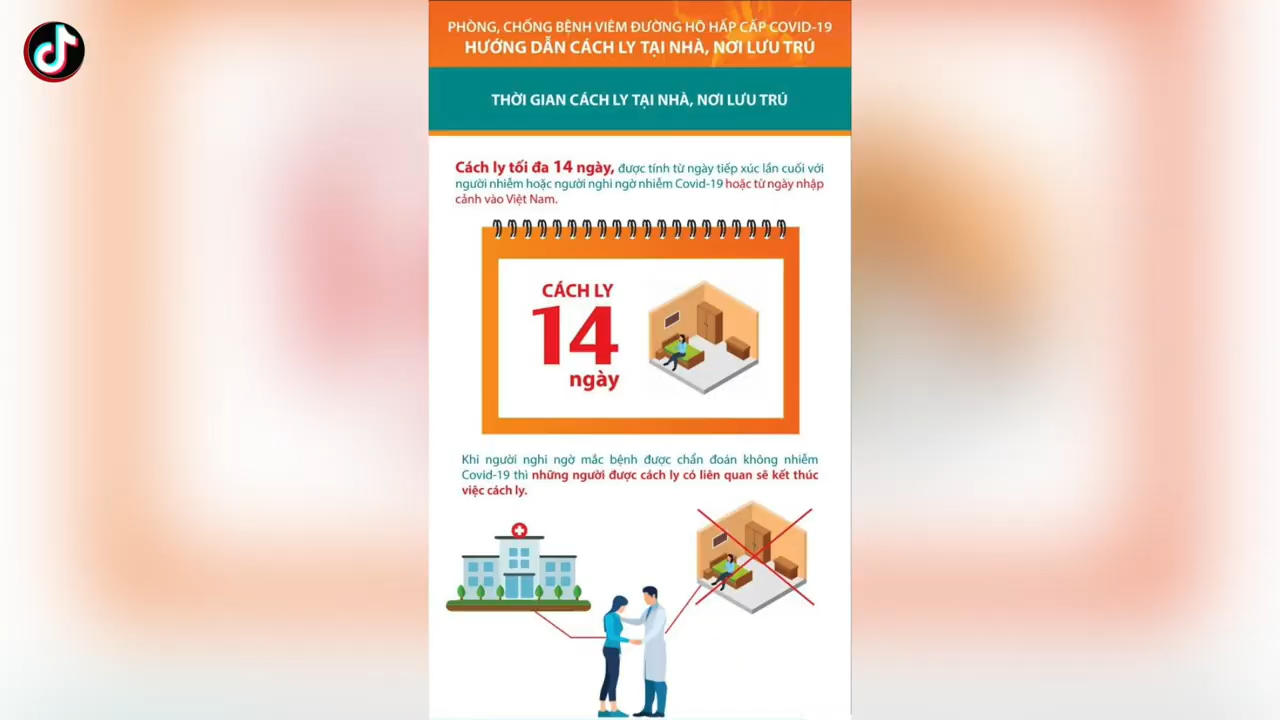 PHÒNG, CHỐNG BỆNH VIÊM ĐƯỜNG HÔ HẤP CẤP COVID-19
HƯỚNG DẪN CÁCH LY TẠI NHÀ, NƠI LƯU TRÚ
THỜI GIAN CÁCH LY TẠI NHÀ, NƠI LƯU TRÚ
Cách ly tối đa 14 ngày, được tính từ ngày tiếp xúc lần cuối với
người nhiễm hoặc người nghi ngờ nhiễm Covid-19 hoặc từ ngày nhập
cảnh vào Việt Nam.
CÁCH LY
14
ngày
Khi người nghi ngờ mắc bệnh được chẩn đoán không nhiễm
Covid-19 thì những người được cách ly có liên quan sẽ kết thúc
việc cách ly.